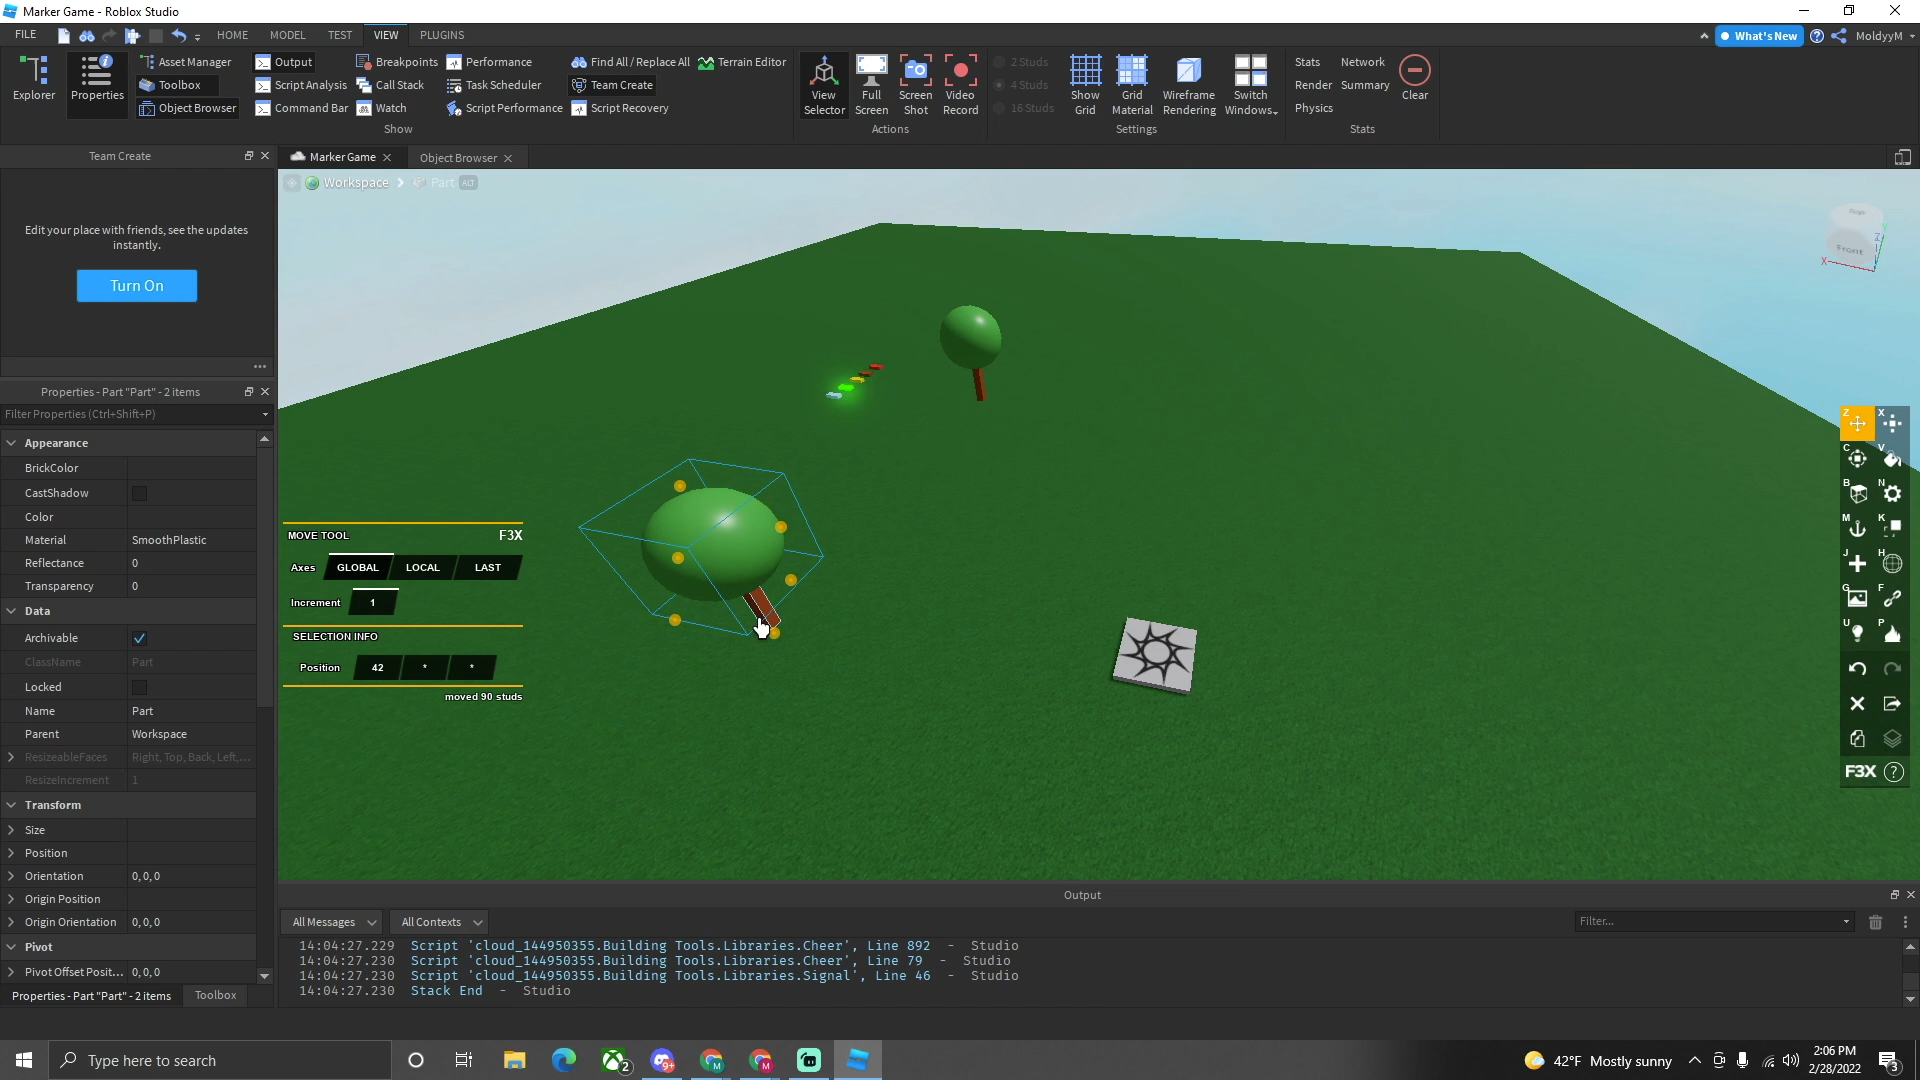 Marker Game - Roblox Studio
FILE
HOME
MODEL
TEST
VIEW
PLUGINS
What's New
MoldyyM
Explorer
Properties
Asset Manager
Toolbox
Object Browser
Output
Script Analysis
Command Bar
Breakpoints
Call Stack
Watch
Performance
Task Scheduler
Script Performance
Find All / Replace All
Team Create
Script Recovery
Terrain Editor
Show
View Selector
Full Screen
Screen Shot
Video Record
Actions
2 Studs
4 Studs
16 Studs
Show Grid
Grid Material
Wireframe Rendering
Switch Windows
Settings
Stats Network
Render Summary
Physics
Clear
Stats
Team Create
Marker Game
Object Browser
Edit your place with friends, see the updates
instantly.
Turn On
Workspace
Part
ALT
Front
X
Z
Properties - Part "Part" - 2 items
Filter Properties (Ctrl+Shift+P)
Appearance
BrickColor
CastShadow
Color
Material SmoothPlastic
Reflectance 0
Transparency 0
Data
Archivable
ClassName Part
Locked
Name Part
Parent Workspace
ResizeableFaces Right, Top, Back, Left,...
ResizeIncrement 1
Transform
Size
Position
Orientation 0, 0, 0
Origin Position
Origin Orientation 0, 0, 0
Pivot
Pivot Offset Posit... 0, 0, 0
Properties - Part "Part" - 2 items
Toolbox
MOVE TOOL F3X
Axes GLOBAL LOCAL LAST
Increment 1
SELECTION INFO
Position 42 * *
moved 90 studs
Z X
C V
B N
M K
J H
G F
U P
F3X ?
Output
All Messages
All Contexts
Filter...
14:04:27.229 Script 'cloud_144950355.Building Tools.Libraries.Cheer', Line 892 - Studio
14:04:27.230 Script 'cloud_144950355.Building Tools.Libraries.Cheer', Line 79 - Studio
14:04:27.230 Script 'cloud_144950355.Building Tools.Libraries.Signal', Line 46 - Studio
14:04:27.230 Stack End - Studio
Type here to search
2
9+
M
M
42°F Mostly sunny
2:06 PM
2/28/2022
3